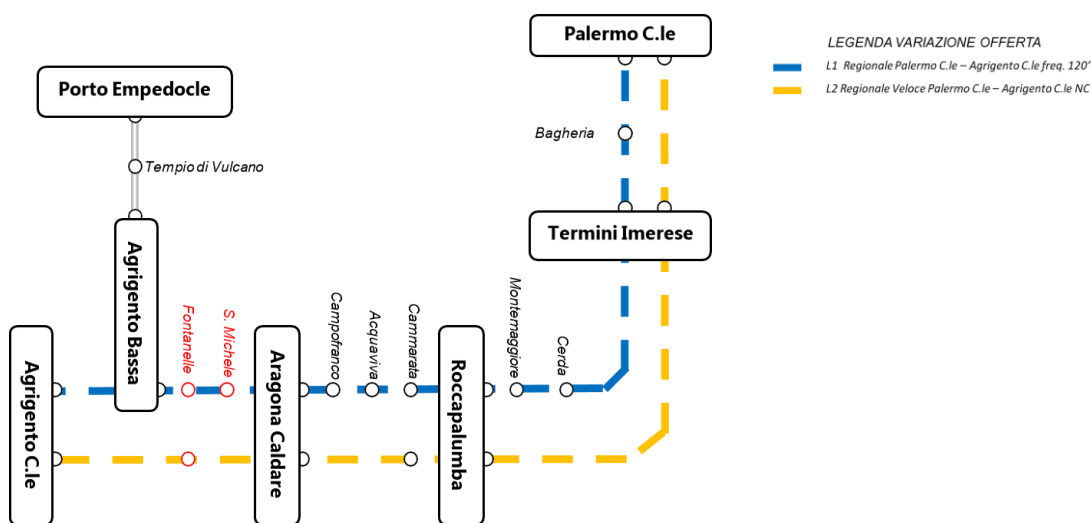 Palermo C.le
LEGENDA VARIAZIONE OFFERTA
L1 Regionale Palermo C.le – Agrigento C.le freq. 120'
L2 Regionale Veloce Palermo C.le – Agrigento C.le NC
Porto Empedocle
Bagheria
Tempio di Vulcano
Termini Imerese
Agrigento Bassa
Fontanelle
S. Michele
Campofranco
Acquaviva
Cammarata
Montemaggiore
Cerda
Agrigento C.le
Aragona Caldare
Roccapalumba